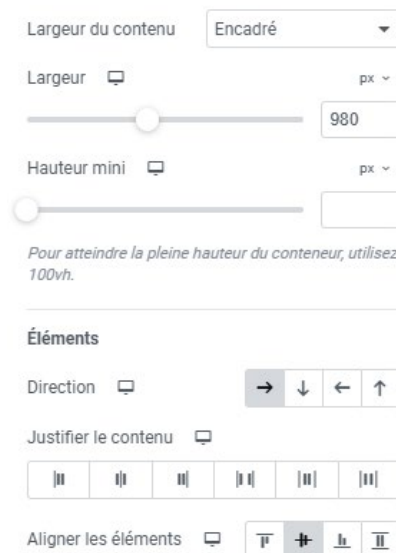 Largeur du contenu Encadré
Largeur px
980
Hauteur mini px
Pour atteindre la pleine hauteur du conteneur, utilisez
100vh.
Éléments
Direction
Justifier le contenu
Aligner les éléments